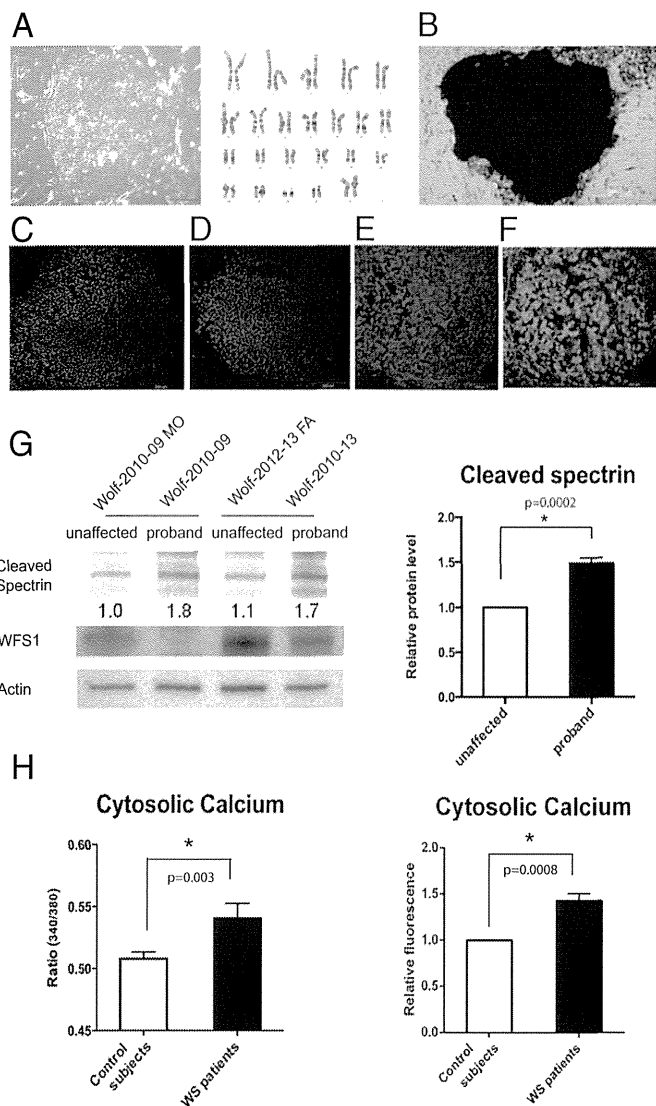 A
B
C
D
E
F
G
Wolf-2010-09 MO
Wolf-2010-09
Wolf-2012-13 FA
Wolf-2010-13
unaffected proband unaffected proband
Cleaved
Spectrin
1.0 1.8 1.1 1.7
WFS1
Actin
Cleaved spectrin
p=0.0002
*
Relative protein level
2.0
1.5
1.0
0.5
0.0
unaffected
proband
H
Cytosolic Calcium
*
p=0.003
Ratio (340/380)
0.60
0.55
0.50
0.45
Control
subjects
WS patients
Cytosolic Calcium
*
p=0.0008
Relative fluorescence
2.0
1.5
1.0
0.5
0.0
Control
subjects
WS patients